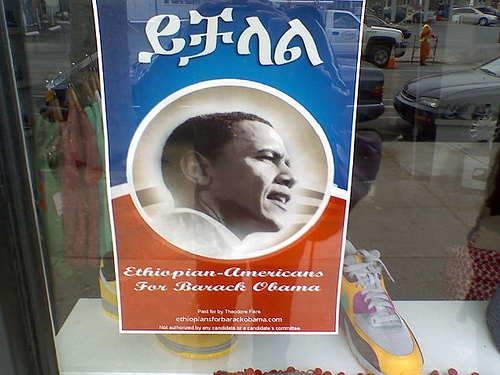 ይቻላል
Ethiopian-Americans
For Barack Obama
Paid for by Theodore Fikre
ethiopiansforbarackobama.com
Not authorized by any candidate or a candidate's committee.